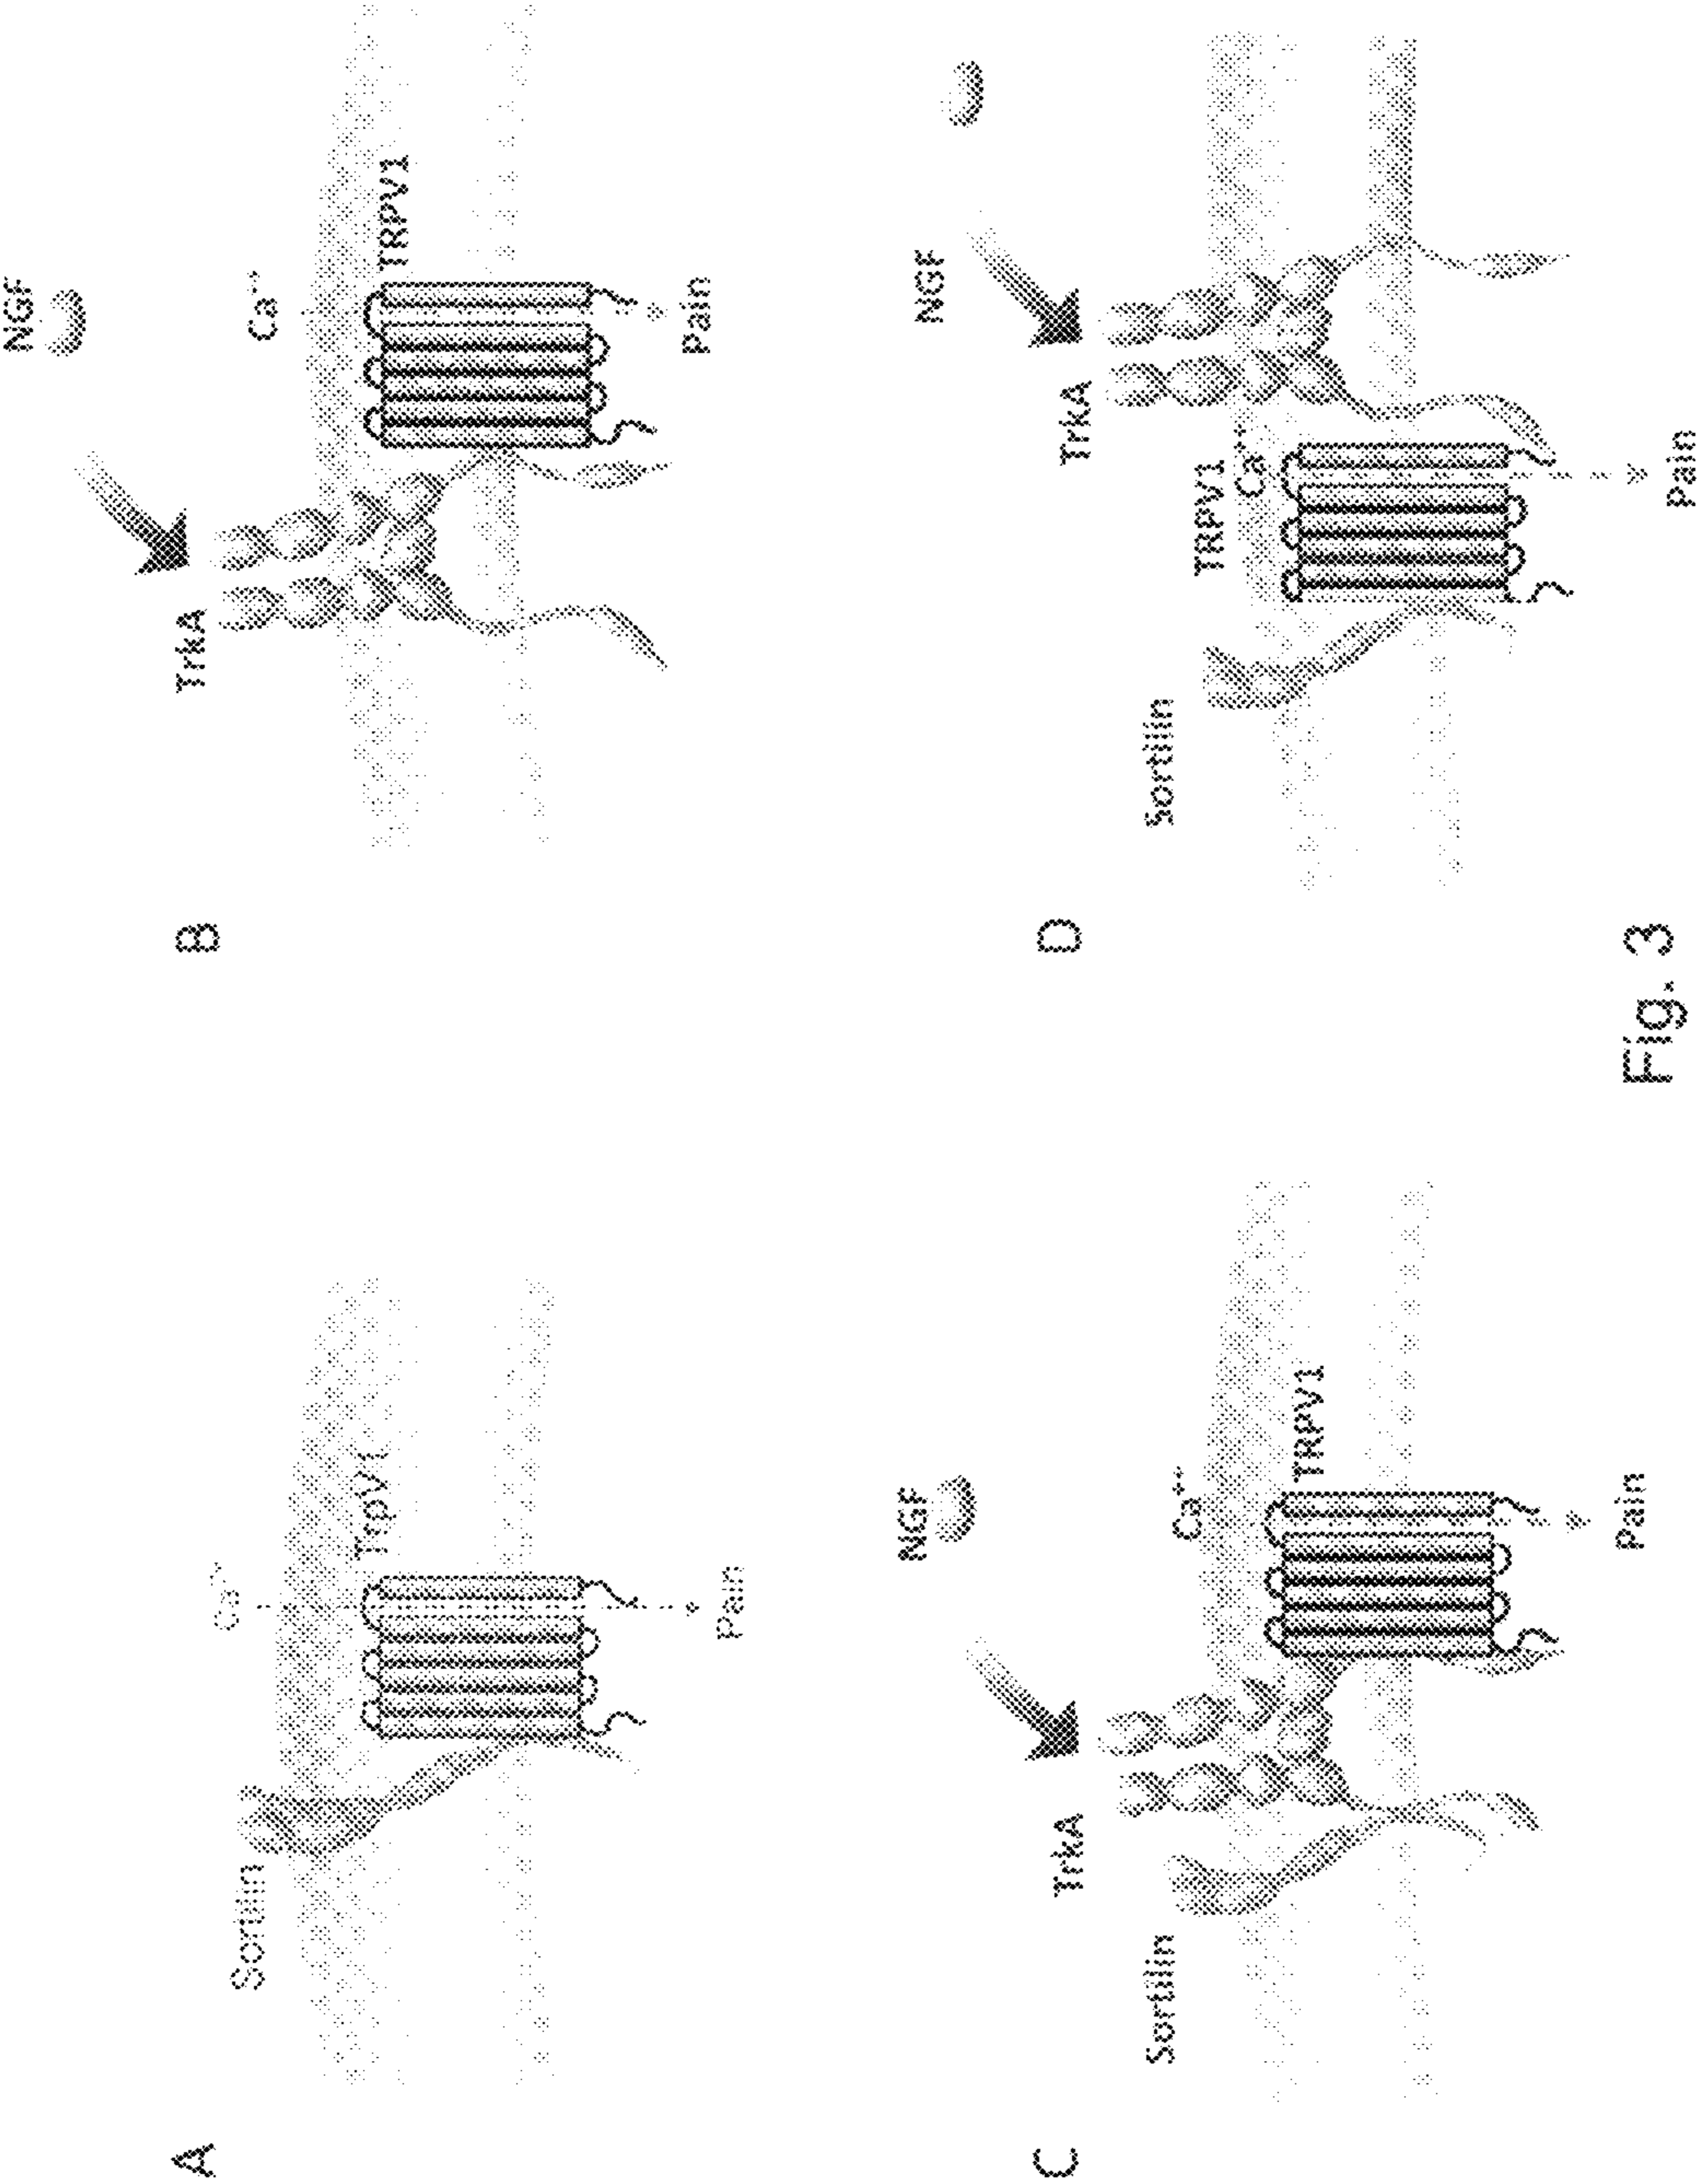 A
Sortilin
Ca++
TrpV1
Pain
B
TrkA
NGF
Ca++
TRPV1
Pain
C
Sortilin
TrkA
NGF
Ca++
TRPV1
Pain
D
Sortilin
TRPV1
Ca++
TrkA
NGF
Pain
Fig. 3